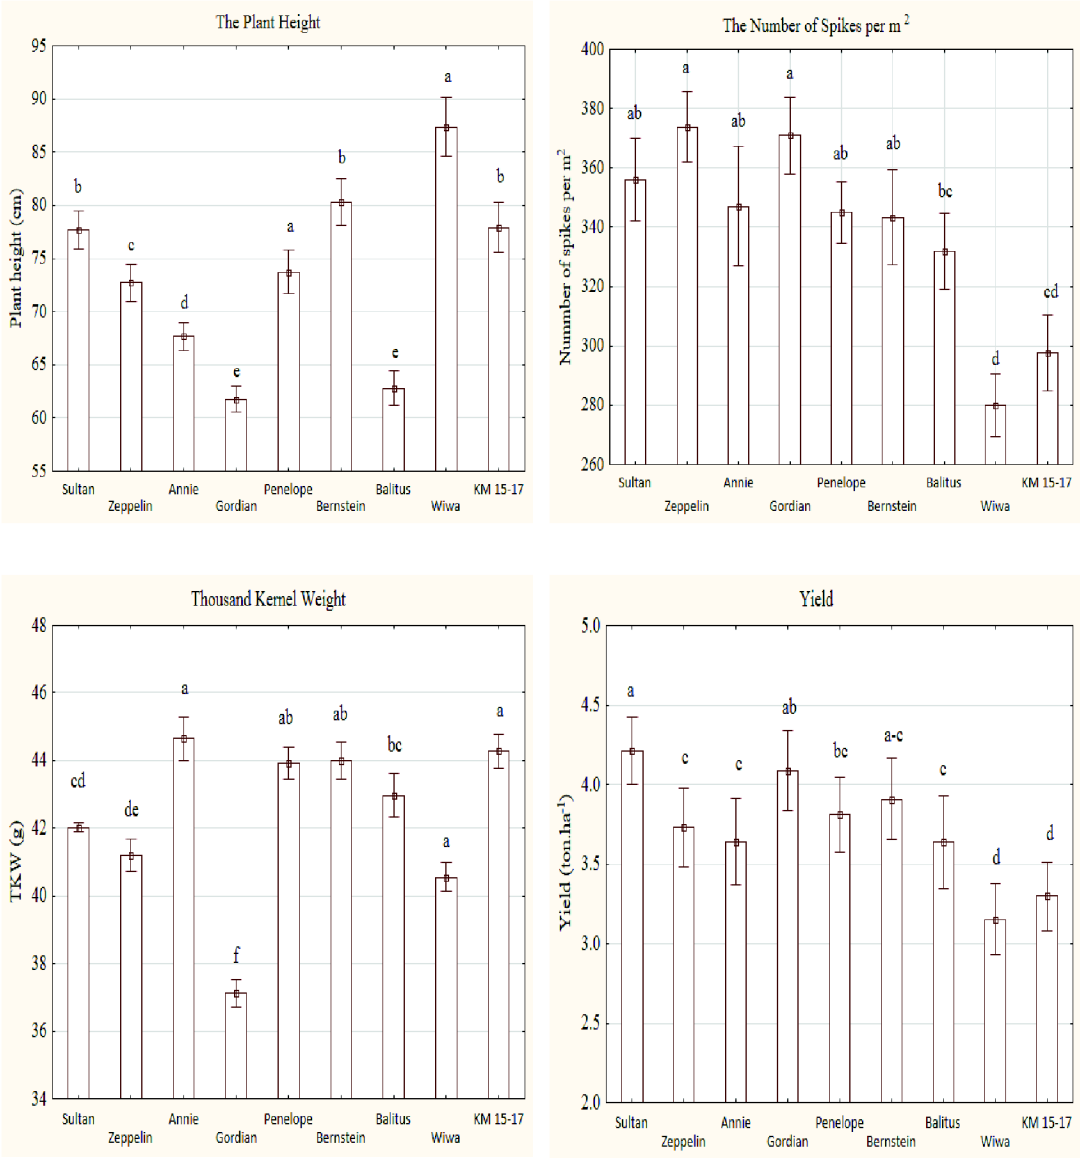 The Plant Height
95
90
85
80
75
70
65
60
55
Plant height (cm)
b
c
d
e
a
b
e
a
b
Sultan
Zeppelin
Annie
Gordian
Penelope
Bernstein
Balitus
Wiwa
KM 15-17
The Number of Spikes per m²
400
380
360
340
320
300
280
260
Nummber of spikes per m²
ab
a
ab
a
ab
ab
bc
d
cd
Sultan
Zeppelin
Annie
Gordian
Penelope
Bernstein
Balitus
Wiwa
KM 15-17
Thousand Kernel Weight
48
46
44
42
40
38
36
34
TKW (g)
cd
de
a
f
ab
ab
bc
a
a
Sultan
Zeppelin
Annie
Gordian
Penelope
Bernstein
Balitus
Wiwa
KM 15-17
Yield
5.0
4.5
4.0
3.5
3.0
2.5
2.0
Yield (ton.ha⁻¹)
a
c
c
ab
bc
a-c
c
d
d
Sultan
Zeppelin
Annie
Gordian
Penelope
Bernstein
Balitus
Wiwa
KM 15-17